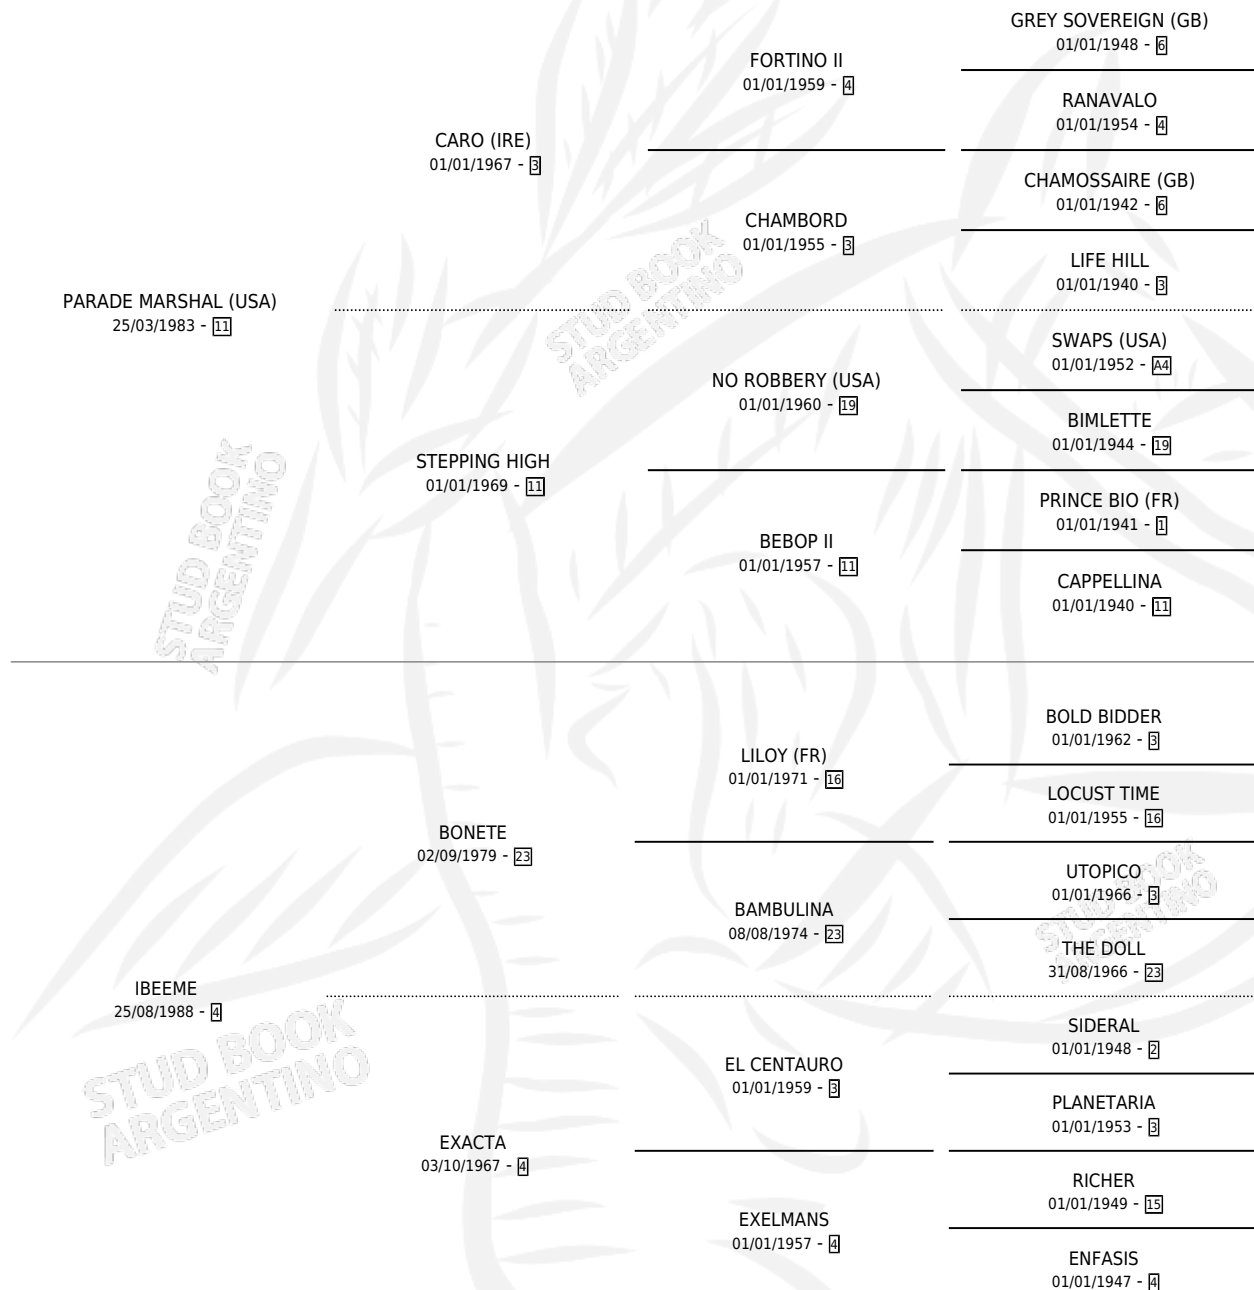 GREY SOVEREIGN (GB)
01/01/1948 - 6
FORTINO II
01/01/1959 - 4
RANAVALO
01/01/1954 - 4
CARO (IRE)
01/01/1967 - 3
CHAMOSSAIRE (GB)
01/01/1942 - 6
CHAMBORD
01/01/1955 - 3
LIFE HILL
01/01/1940 - 3
PARADE MARSHAL (USA)
25/03/1983 - 11
SWAPS (USA)
01/01/1952 - A4
NO ROBBERY (USA)
01/01/1960 - 19
BIMLETTE
01/01/1944 - 19
STEPPING HIGH
01/01/1969 - 11
PRINCE BIO (FR)
01/01/1941 - 1
BEBOP II
01/01/1957 - 11
CAPPELLINA
01/01/1940 - 11
BOLD BIDDER
01/01/1962 - 3
LILOY (FR)
01/01/1971 - 16
LOCUST TIME
01/01/1955 - 16
BONETE
02/09/1979 - 23
UTOPICO
01/01/1966 - 3
BAMBULINA
08/08/1974 - 23
THE DOLL
31/08/1966 - 23
IBEEME
25/08/1988 - 4
SIDERAL
01/01/1948 - 2
EL CENTAURO
01/01/1959 - 3
PLANETARIA
01/01/1953 - 3
EXACTA
03/10/1967 - 4
RICHER
01/01/1949 - 15
EXELMANS
01/01/1957 - 4
ENFASIS
01/01/1947 - 4
STUD BOOK
ARGENTINO
STUD BOOK
ARGENTINO
STUD BOOK
ARGENTINO
STUD BOOK
ARGENTINO